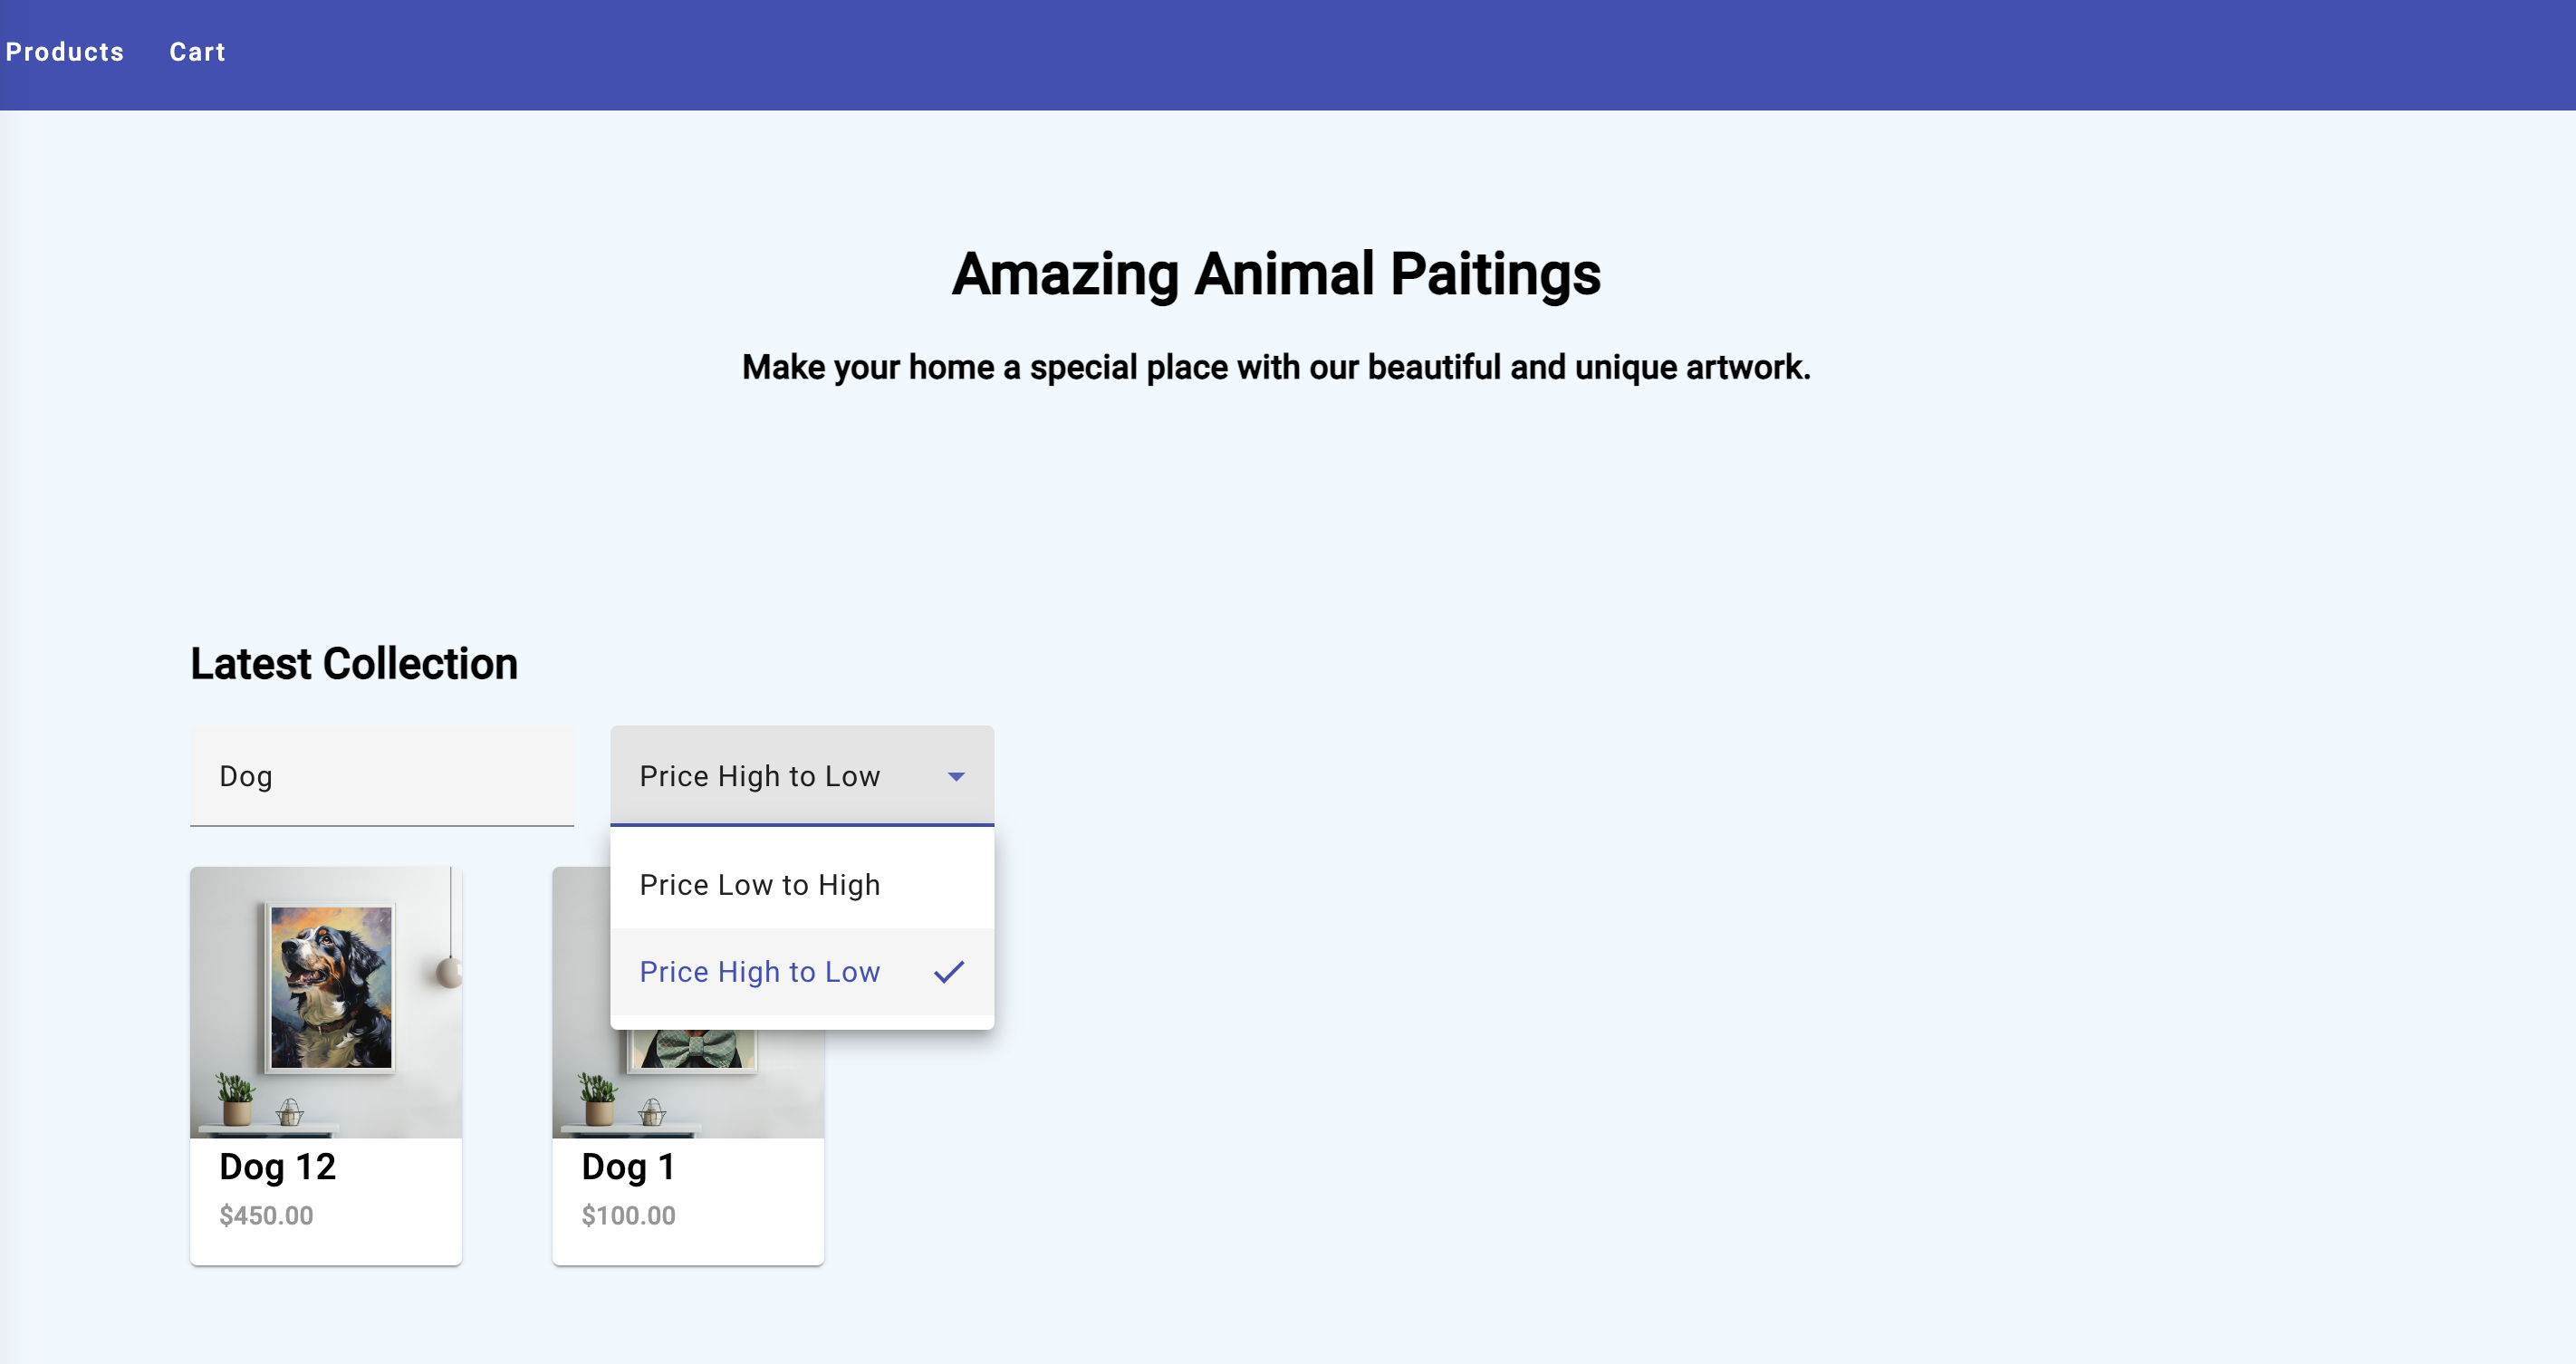 Products Cart
Amazing Animal Paitings
Make your home a special place with our beautiful and unique artwork.
Latest Collection
Dog
Price High to Low
Price Low to High
Price High to Low
Dog 12
$450.00
Dog 1
$100.00